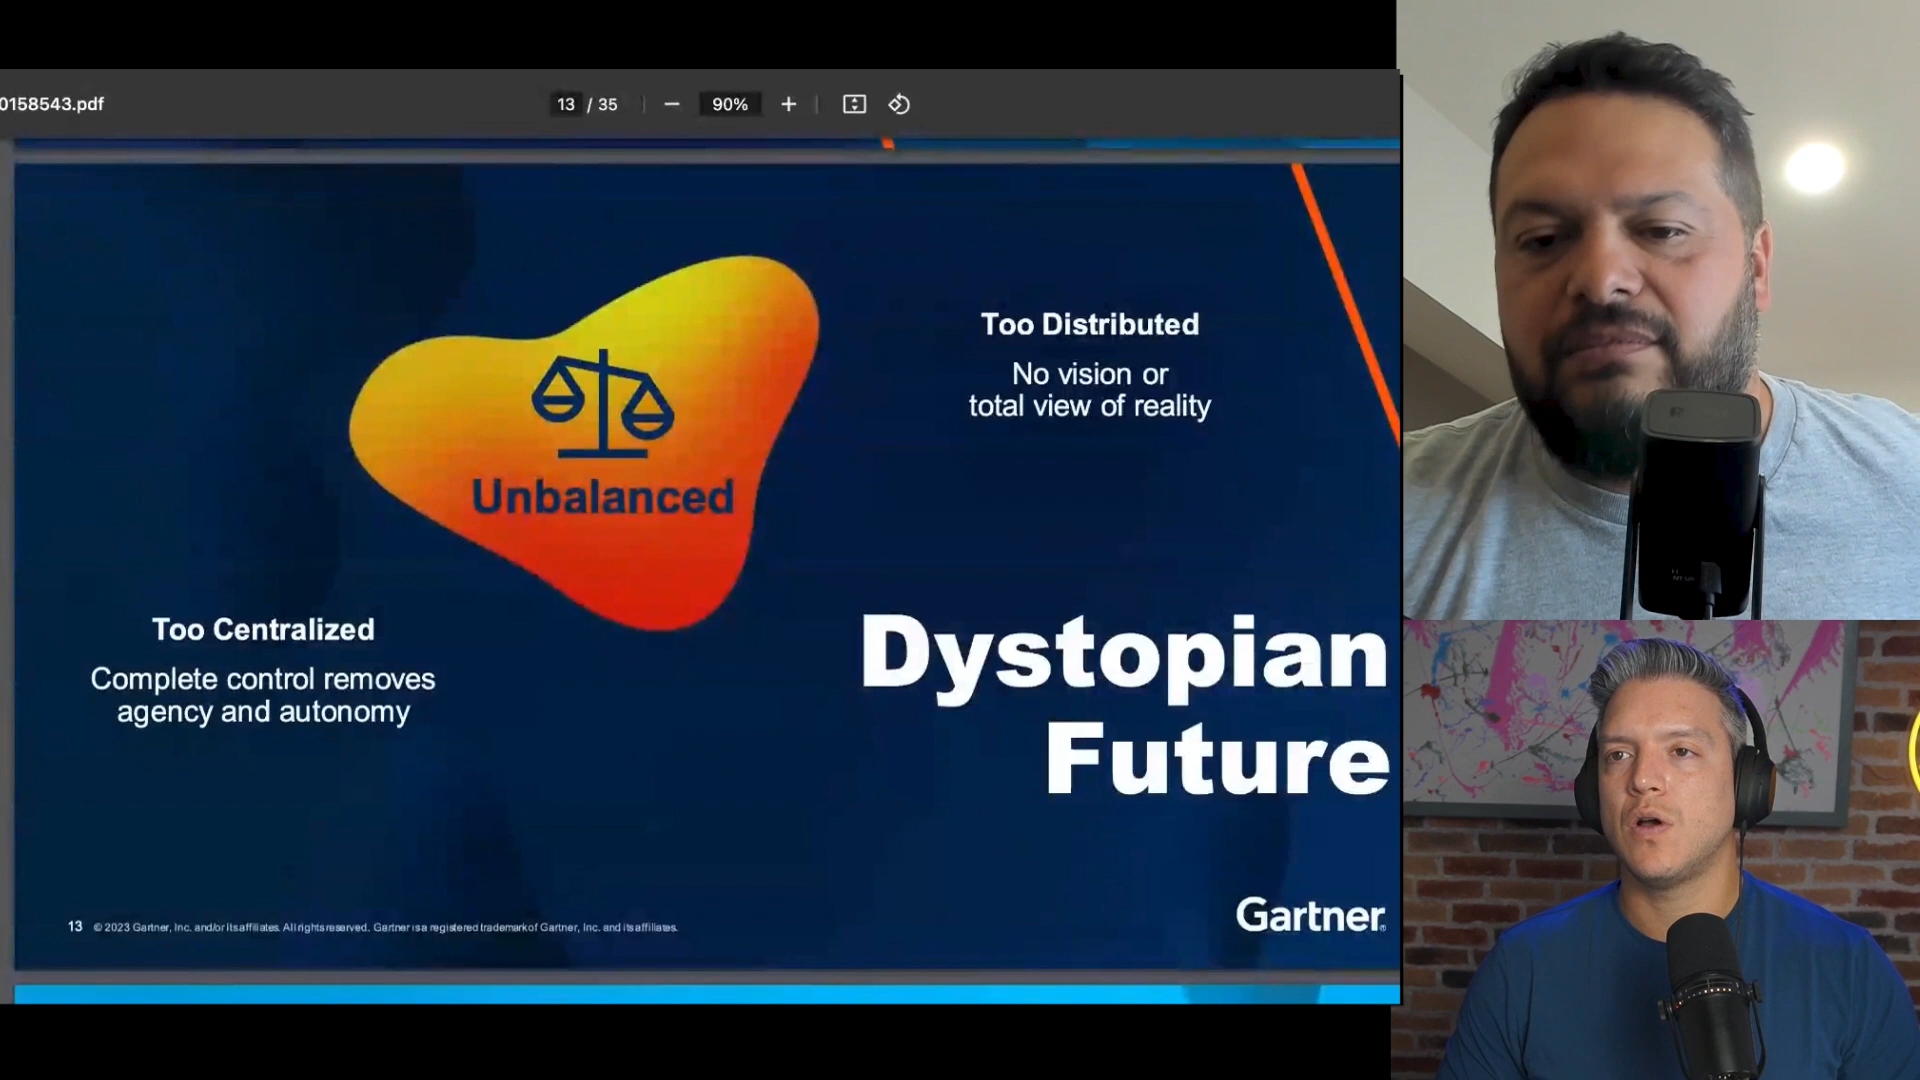 0158543.pdf
13 / 35
90%
Too Distributed
No vision or
total view of reality
Unbalanced
Too Centralized
Complete control removes
agency and autonomy
Dystopian
Future
Gartner
13 © 2023 Gartner, Inc. and/or its affiliates. All rights reserved. Gartner is a registered trademark of Gartner, Inc. and its affiliates.